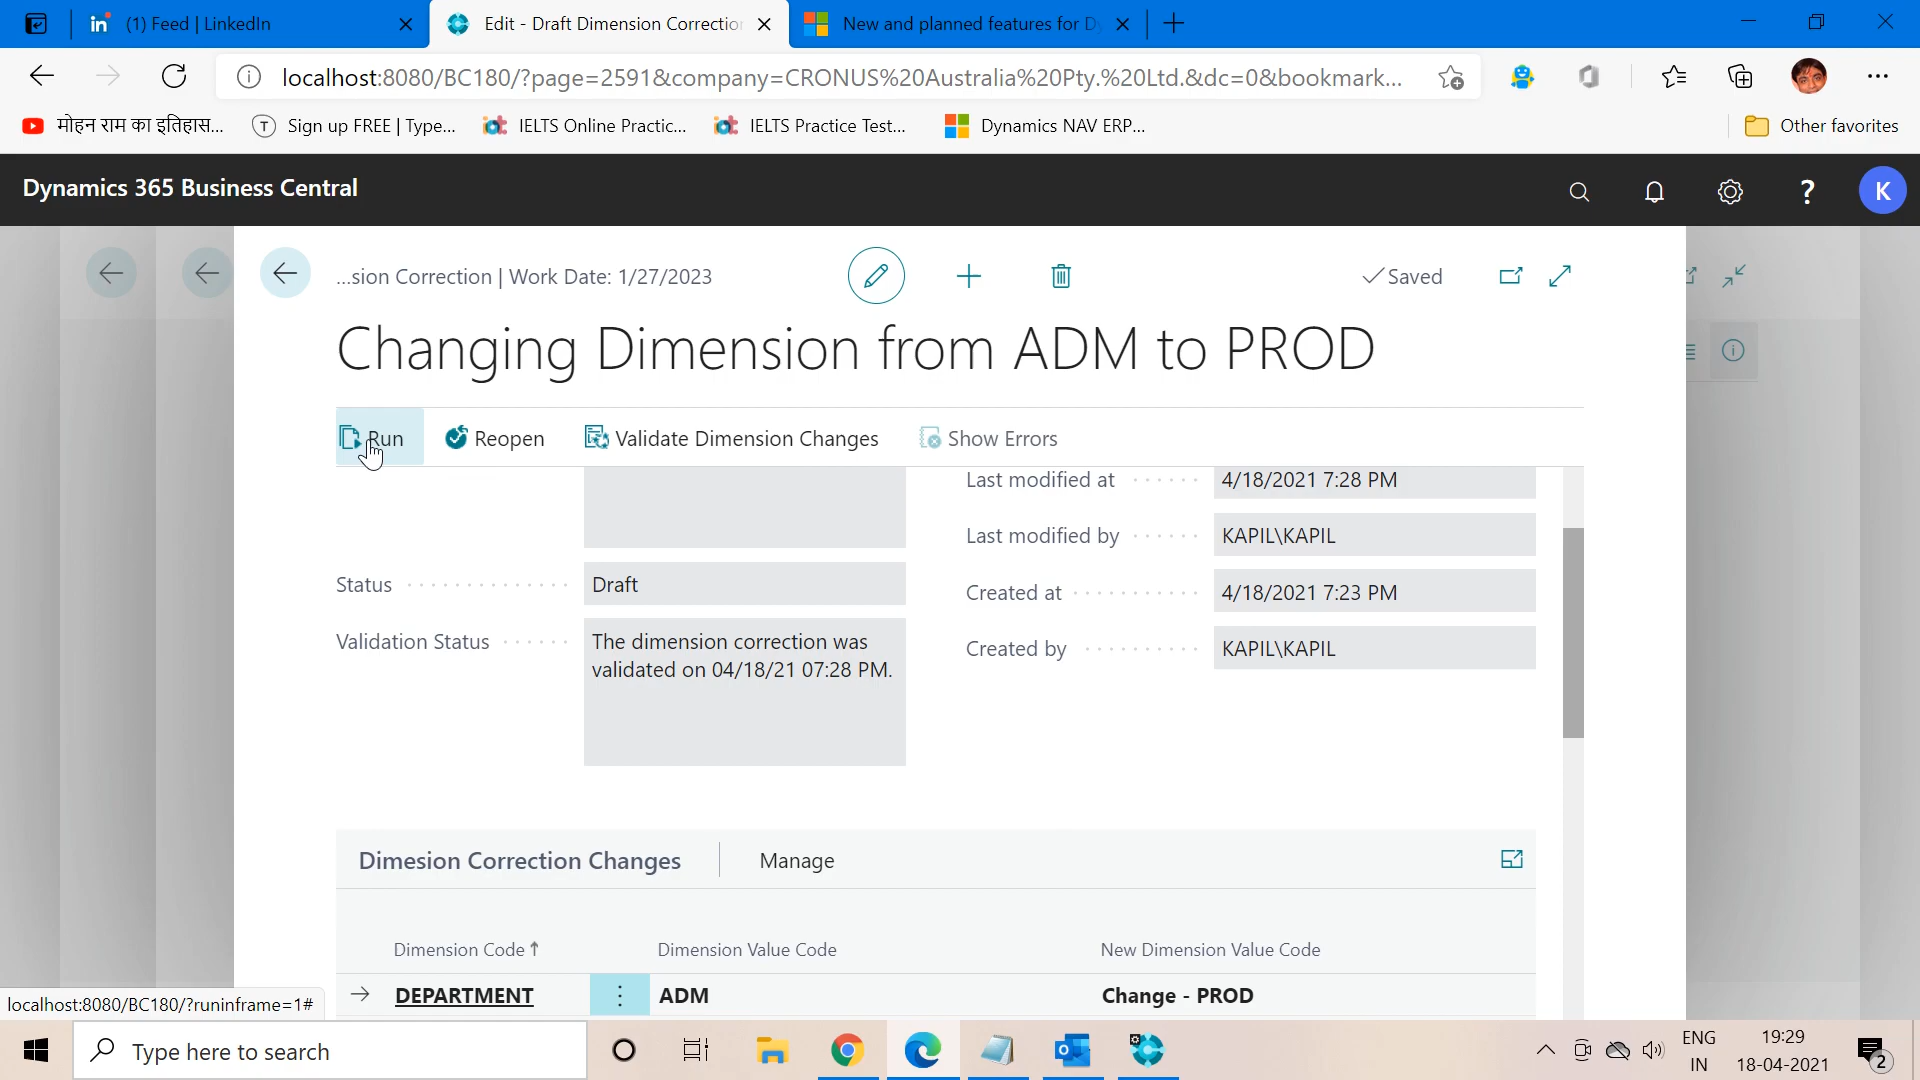 (1) Feed | LinkedIn
Edit - Draft Dimension Correction
New and planned features for Dy
localhost:8080/BC180/?page=2591&company=CRONUS%20Australia%20Pty.%20Ltd.&dc=0&bookmark...
मोहन राम का इतिहास...
T
Sign up FREE | Type...
IELTS Online Practic...
IELTS Practice Test...
Dynamics NAV ERP...
Other favorites
Dynamics 365 Business Central
K
...sion Correction | Work Date: 1/27/2023
Saved
Changing Dimension from ADM to PROD
Run
Reopen
Validate Dimension Changes
Show Errors
Last modified at
4/18/2021 7:28 PM
Last modified by
KAPIL\KAPIL
Status
Draft
Created at
4/18/2021 7:23 PM
Validation Status
The dimension correction was
validated on 04/18/21 07:28 PM.
Created by
KAPIL\KAPIL
Dimesion Correction Changes
Manage
Dimension Code
Dimension Value Code
New Dimension Value Code
DEPARTMENT
ADM
Change - PROD
localhost:8080/BC180/?runinframe=1#
Type here to search
ENG
IN
19:29
18-04-2021
2